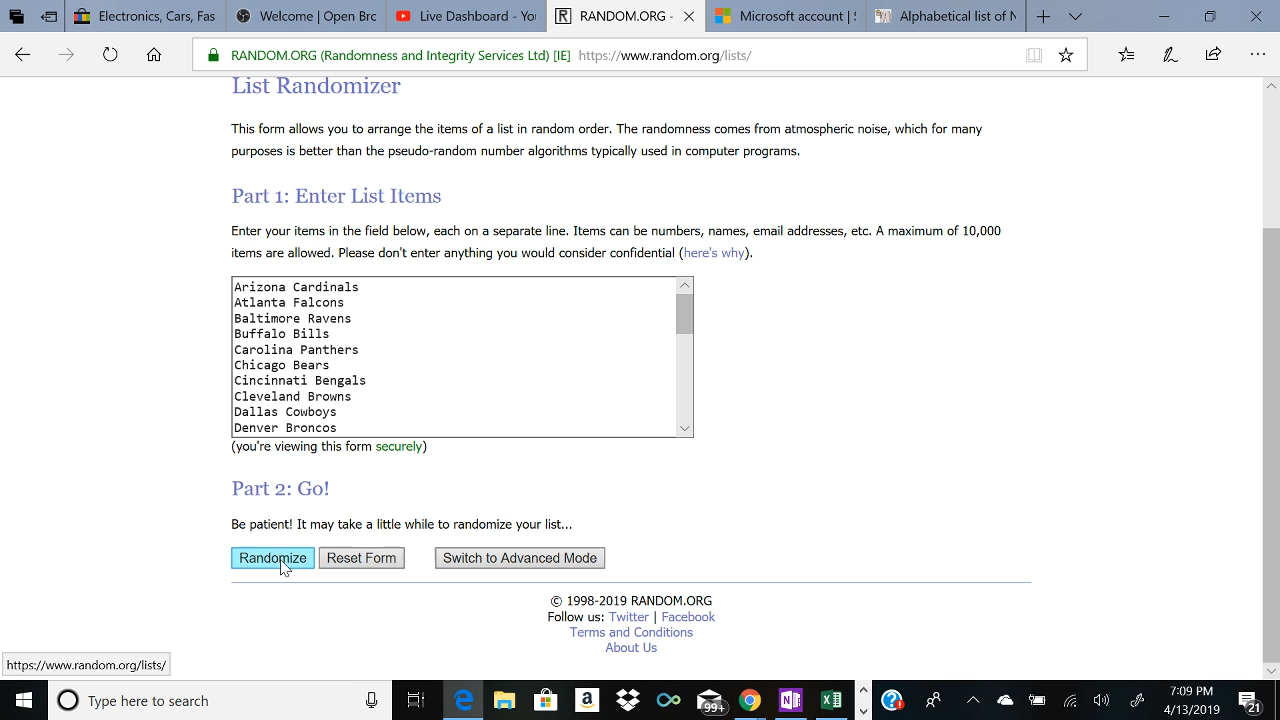 Electronics, Cars, Fas
Welcome to Our Bre
Live Dashboard - You
RANDOM.ORG -
Microsoft account | S
Alphabetical list of N
RANDOM.ORG (Randomness and Integrity Services Ltd) [IE] https://www.random.org/lists/
List Randomizer
This form allows you to arrange the items of a list in random order. The randomness comes from atmospheric noise, which for many
purposes is better than the pseudo-random number algorithms typically used in computer programs.
Part 1: Enter List Items
Enter your items in the field below, each on a separate line. Items can be numbers, names, email addresses, etc. A maximum of 10,000
items are allowed. Please don't enter anything you would consider confidential (here's why).
Arizona Cardinals
Atlanta Falcons
Baltimore Ravens
Buffalo Bills
Carolina Panthers
Chicago Bears
Cincinnati Bengals
Cleveland Browns
Dallas Cowboys
Denver Broncos
(you're viewing this form securely)
Part 2: Go!
Be patient! It may take a little while to randomize your list...
Randomize Reset Form Switch to Advanced Mode
© 1998-2019 RANDOM.ORG
Follow us: Twitter | Facebook
Terms and Conditions
About Us
https://www.random.org/lists/
Type here to search
99+
7:09 PM
4/13/2019
21